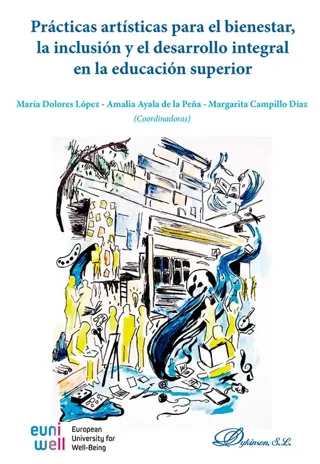 Prácticas artísticas para el bienestar,
la inclusión y el desarrollo integral
en la educación superior
María Dolores López - Amalia Ayala de la Peña - Margarita Campillo Díaz
(Coordinadoras)
euni
well
European
University for
Well-Being
Dykinson, S.L.